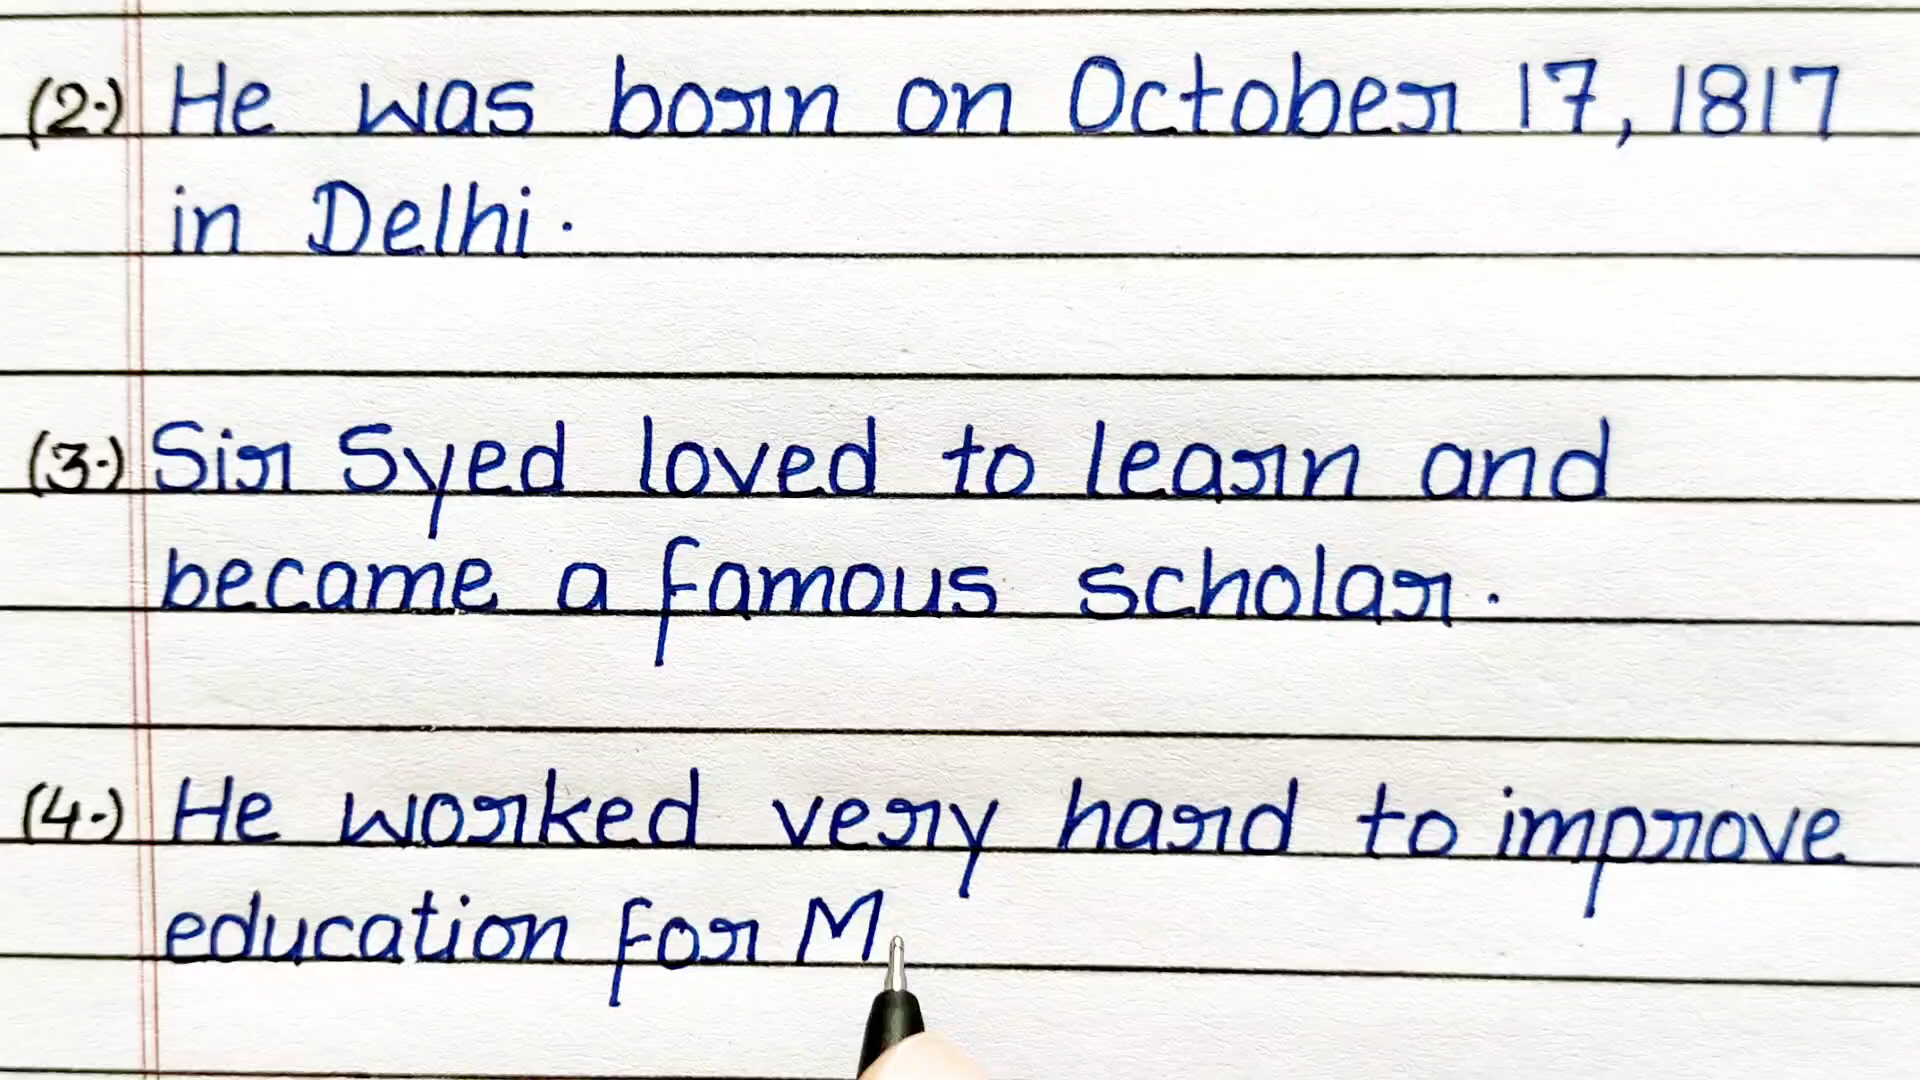 (2.) He was born on October 17, 1817
in Delhi.
(3.) Sir Syed loved to learn and
became a famous scholar.
(4.) He worked very hard to improve
education for M